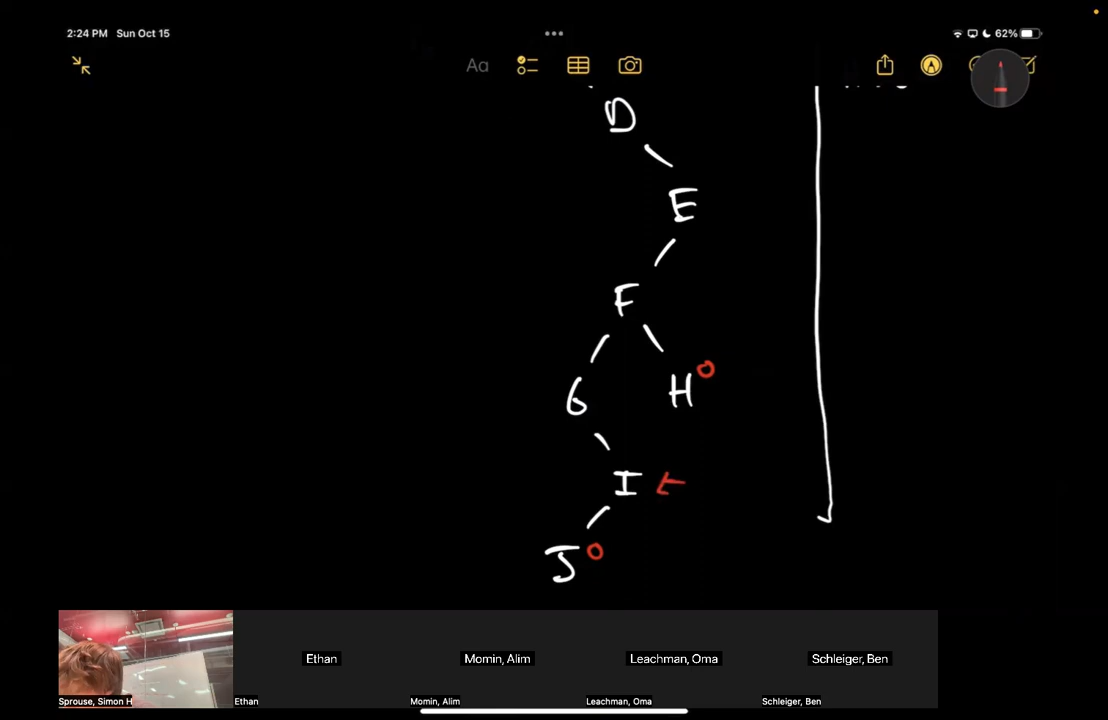 2:24 PM Sun Oct 15
62%
Aa
D
E
F
G H O
I
J O
Ethan
Momin, Alim
Leachman, Oma
Schleiger, Ben
Sprouse, Simon H
Ethan
Momin, Alim
Leachman, Oma
Schleiger, Ben